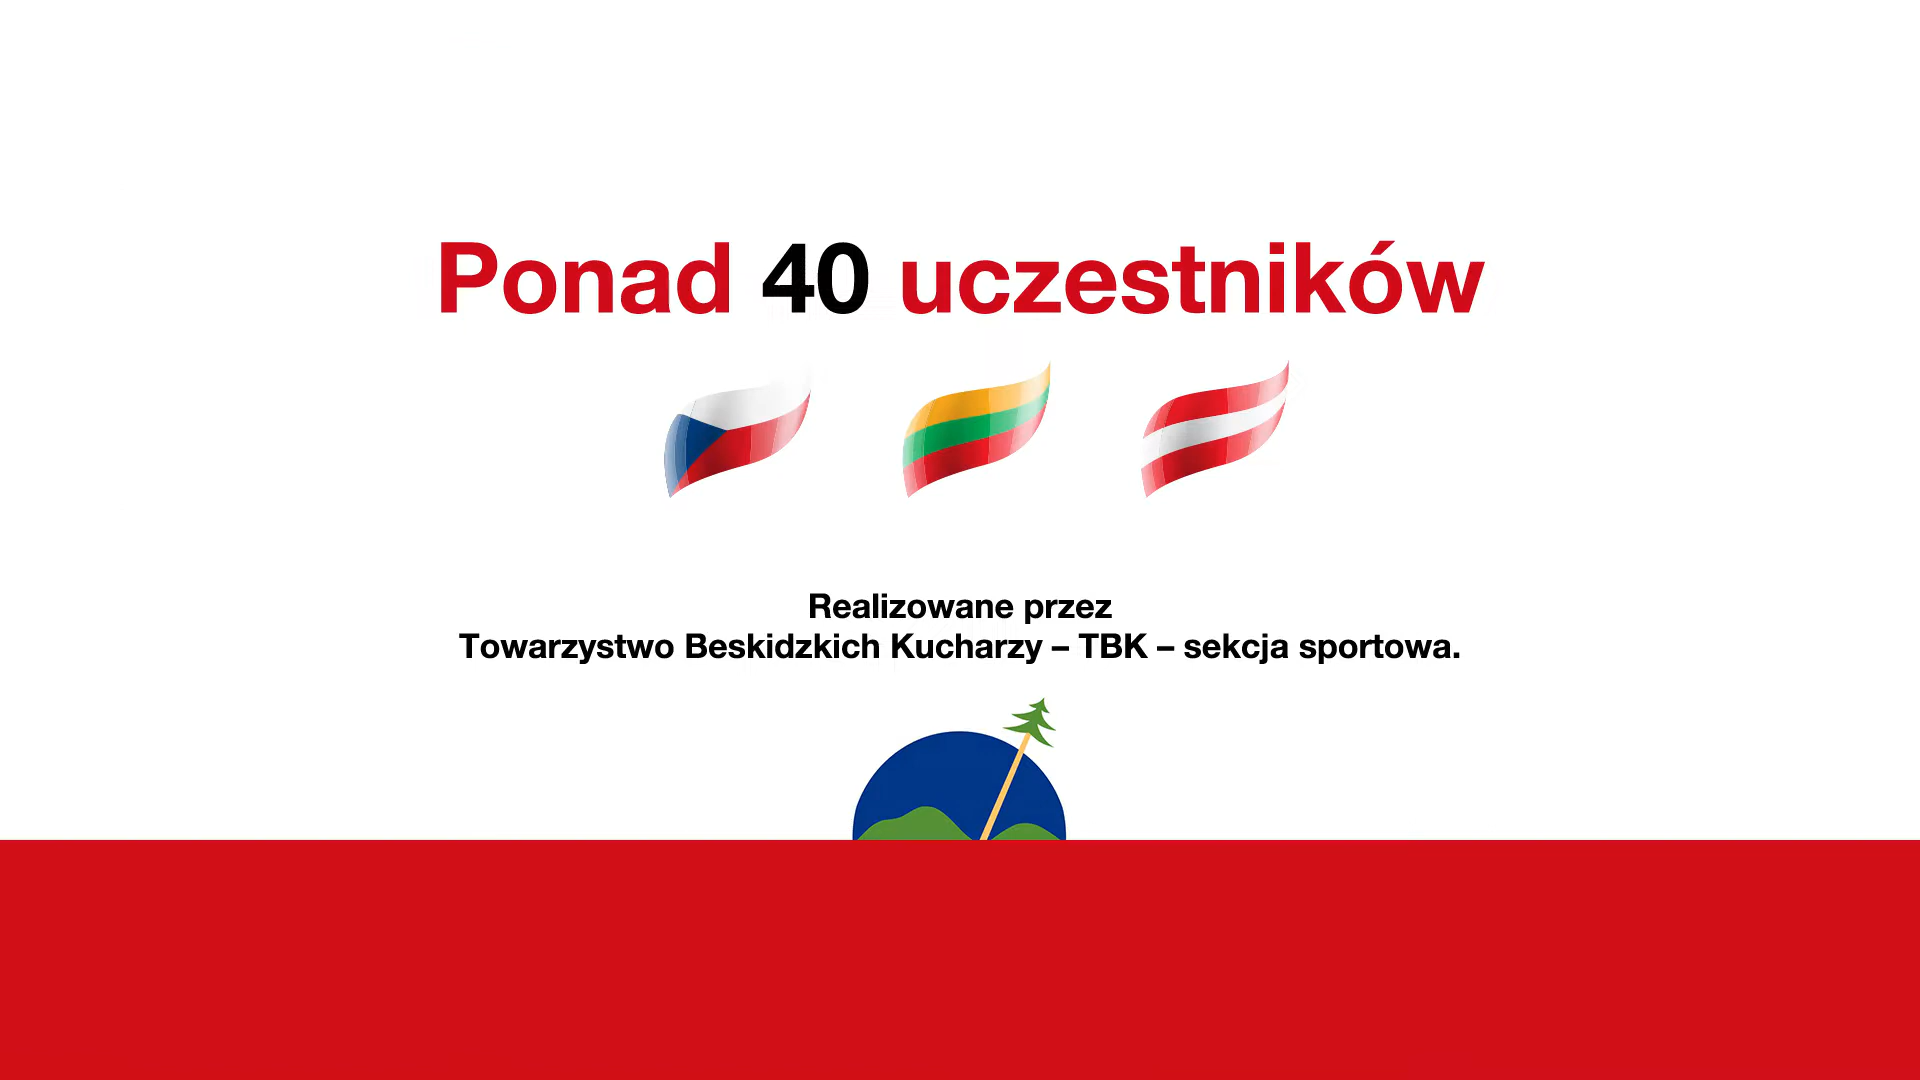 Ponad 40 uczestników
Realizowane przez
Towarzystwo Beskidzkich Kucharzy – TBK – sekcja sportowa.